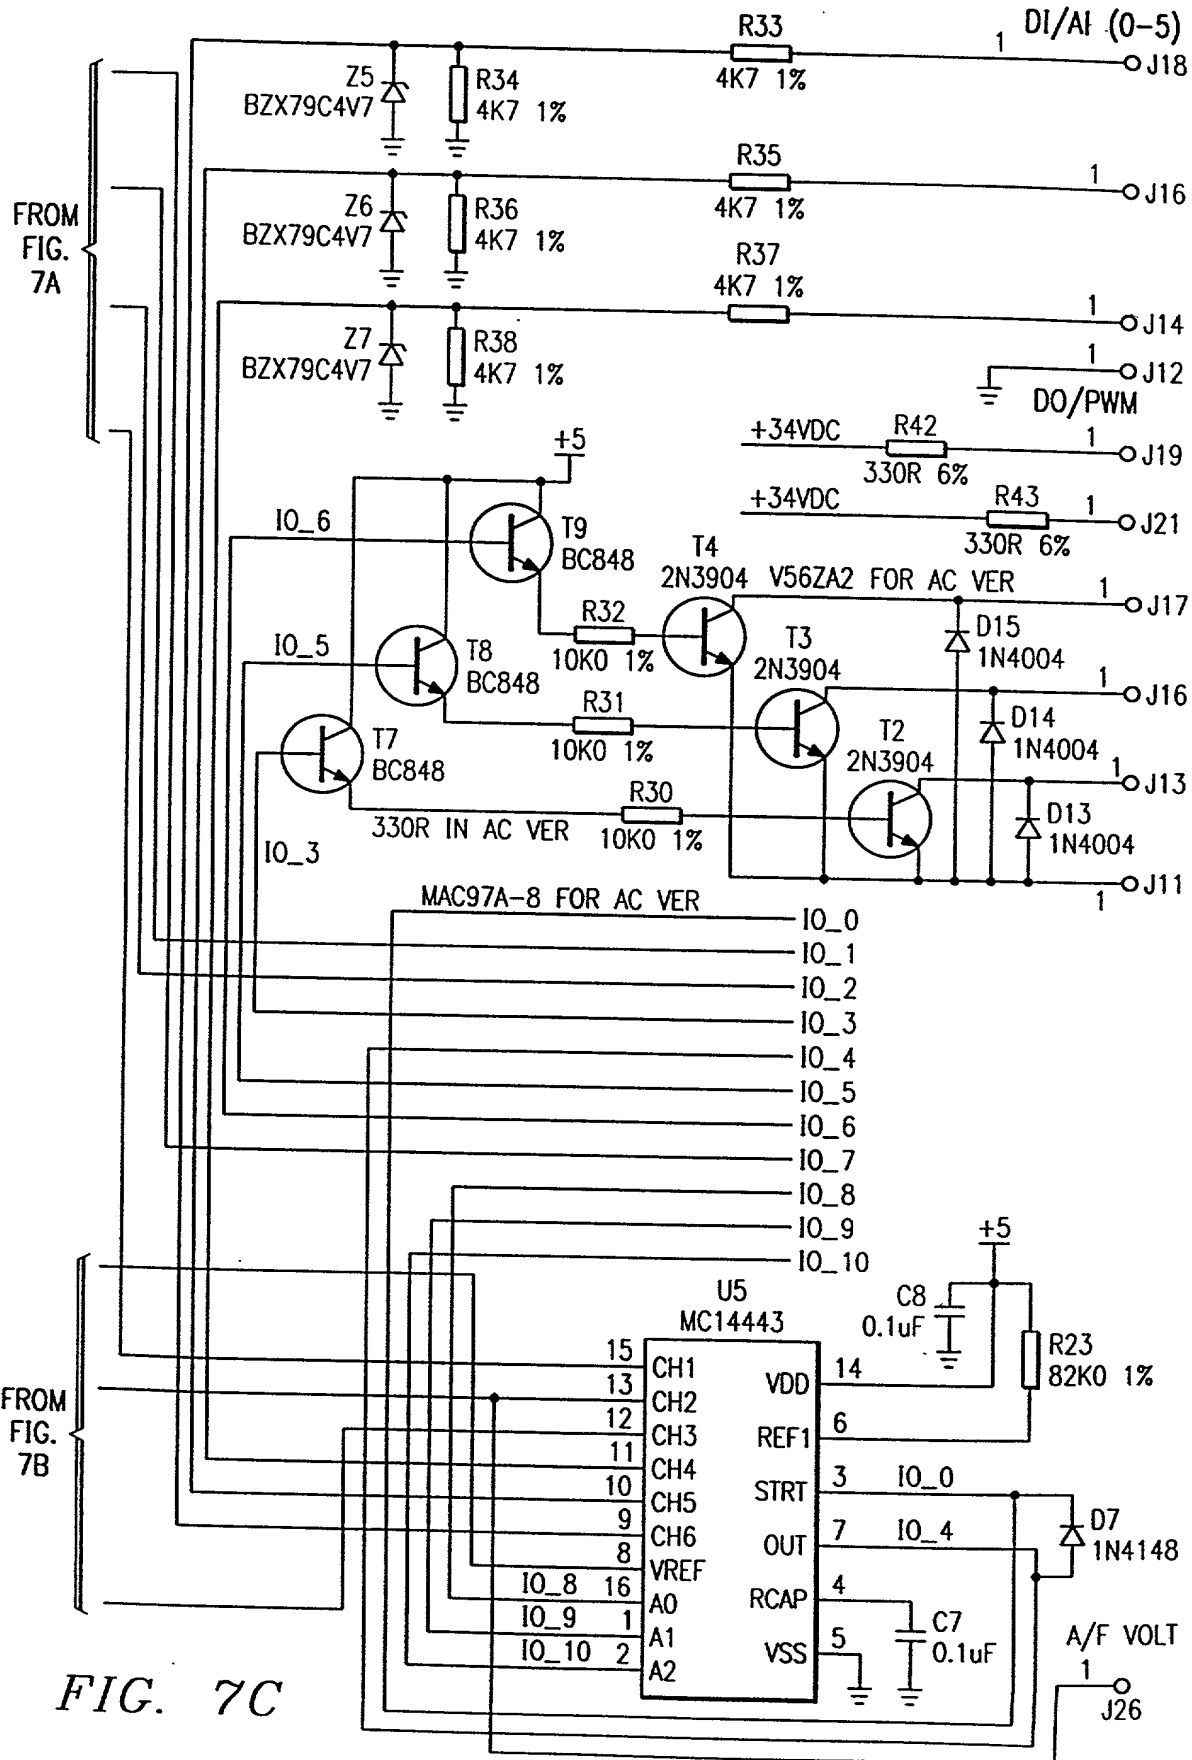 DI/AI (0-5)
R33
1
J18
4K7 1%
Z5
BZX79C4V7
R34
4K7 1%
R35
1
J16
4K7 1%
FROM
FIG.
7A
Z6
BZX79C4V7
R36
4K7 1%
R37
4K7 1%
1
J14
Z7
BZX79C4V7
R38
4K7 1%
1
J12
DO/PWM
+5
+34VDC
R42
1
J19
330R 6%
+34VDC
R43
1
J21
330R 6%
IO_6
T9
BC848
T4
2N3904
V56ZA2 FOR AC VER
1
J17
R32
10K0 1%
D15
1N4004
IO_5
T8
BC848
T3
2N3904
1
J16
R31
10K0 1%
D14
1N4004
T7
BC848
T2
2N3904
1
J13
R30
10K0 1%
330R IN AC VER
D13
1N4004
IO_3
1
J11
MAC97A-8 FOR AC VER
IO_0
IO_1
IO_2
IO_3
IO_4
IO_5
IO_6
IO_7
IO_8
IO_9
IO_10
+5
U5
MC14443
C8
0.1uF
R23
82K0 1%
FROM
FIG.
7B
15 CH1
13 CH2
12 CH3
11 CH4
10 CH5
9 CH6
8 VREF
IO_8 16 A0
IO_9 1 A1
IO_10 2 A2
VDD 14
REF1 6
STRT 3 IO_0
OUT 7 IO_4
RCAP 4
VSS 5
D7
1N4148
C7
0.1uF
A/F VOLT
1
J26
FIG. 7C